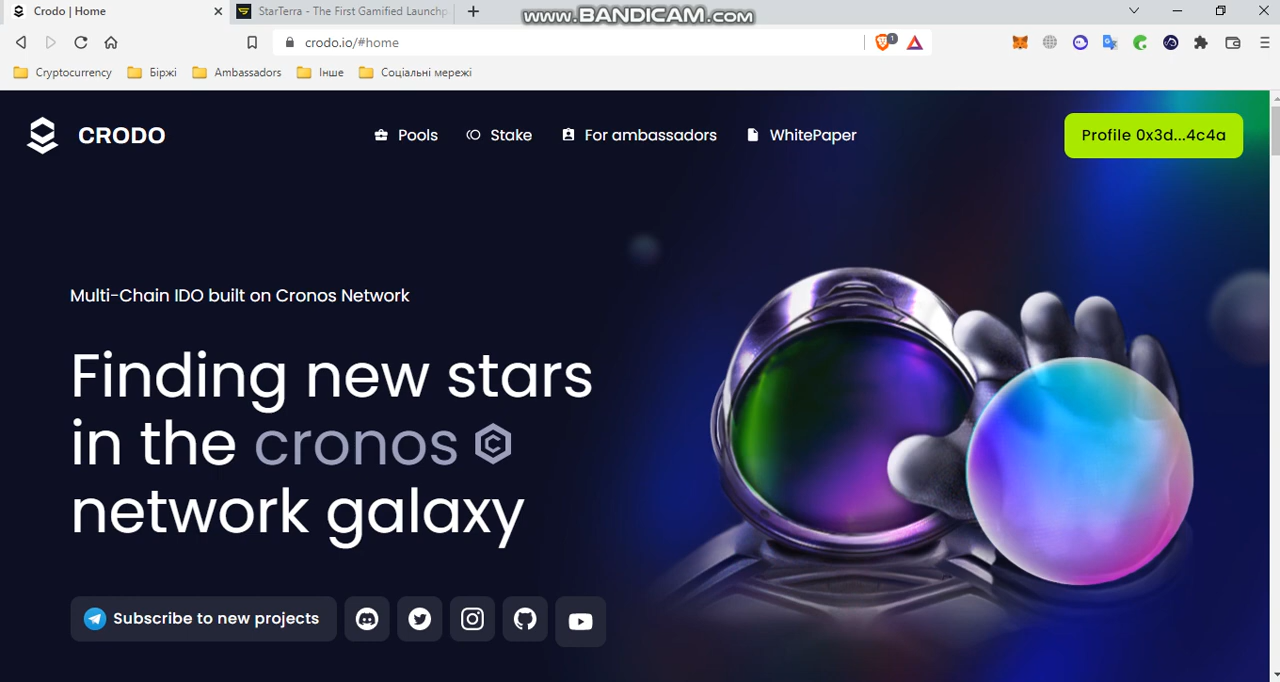 Crodo | Home
StarTerra - The First Gamified Launchp
www.BANDICAM.com
crodo.io/#home
1
Cryptocurrency
Біржі
Ambassadors
Інше
Соціальні мережі
CRODO
Pools
Stake
For ambassadors
WhitePaper
Profile 0x3d...4c4a
Multi-Chain IDO built on Cronos Network
Finding new stars
in the cronos
network galaxy
Subscribe to new projects